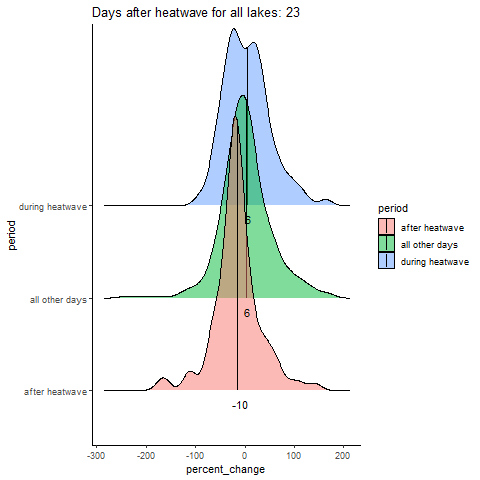 Days after heatwave for all lakes: 23
during heatwave
6
all other days
6
after heatwave
-10
-300 -200 -100 0 100 200
percent_change
period
period
after heatwave
all other days
during heatwave